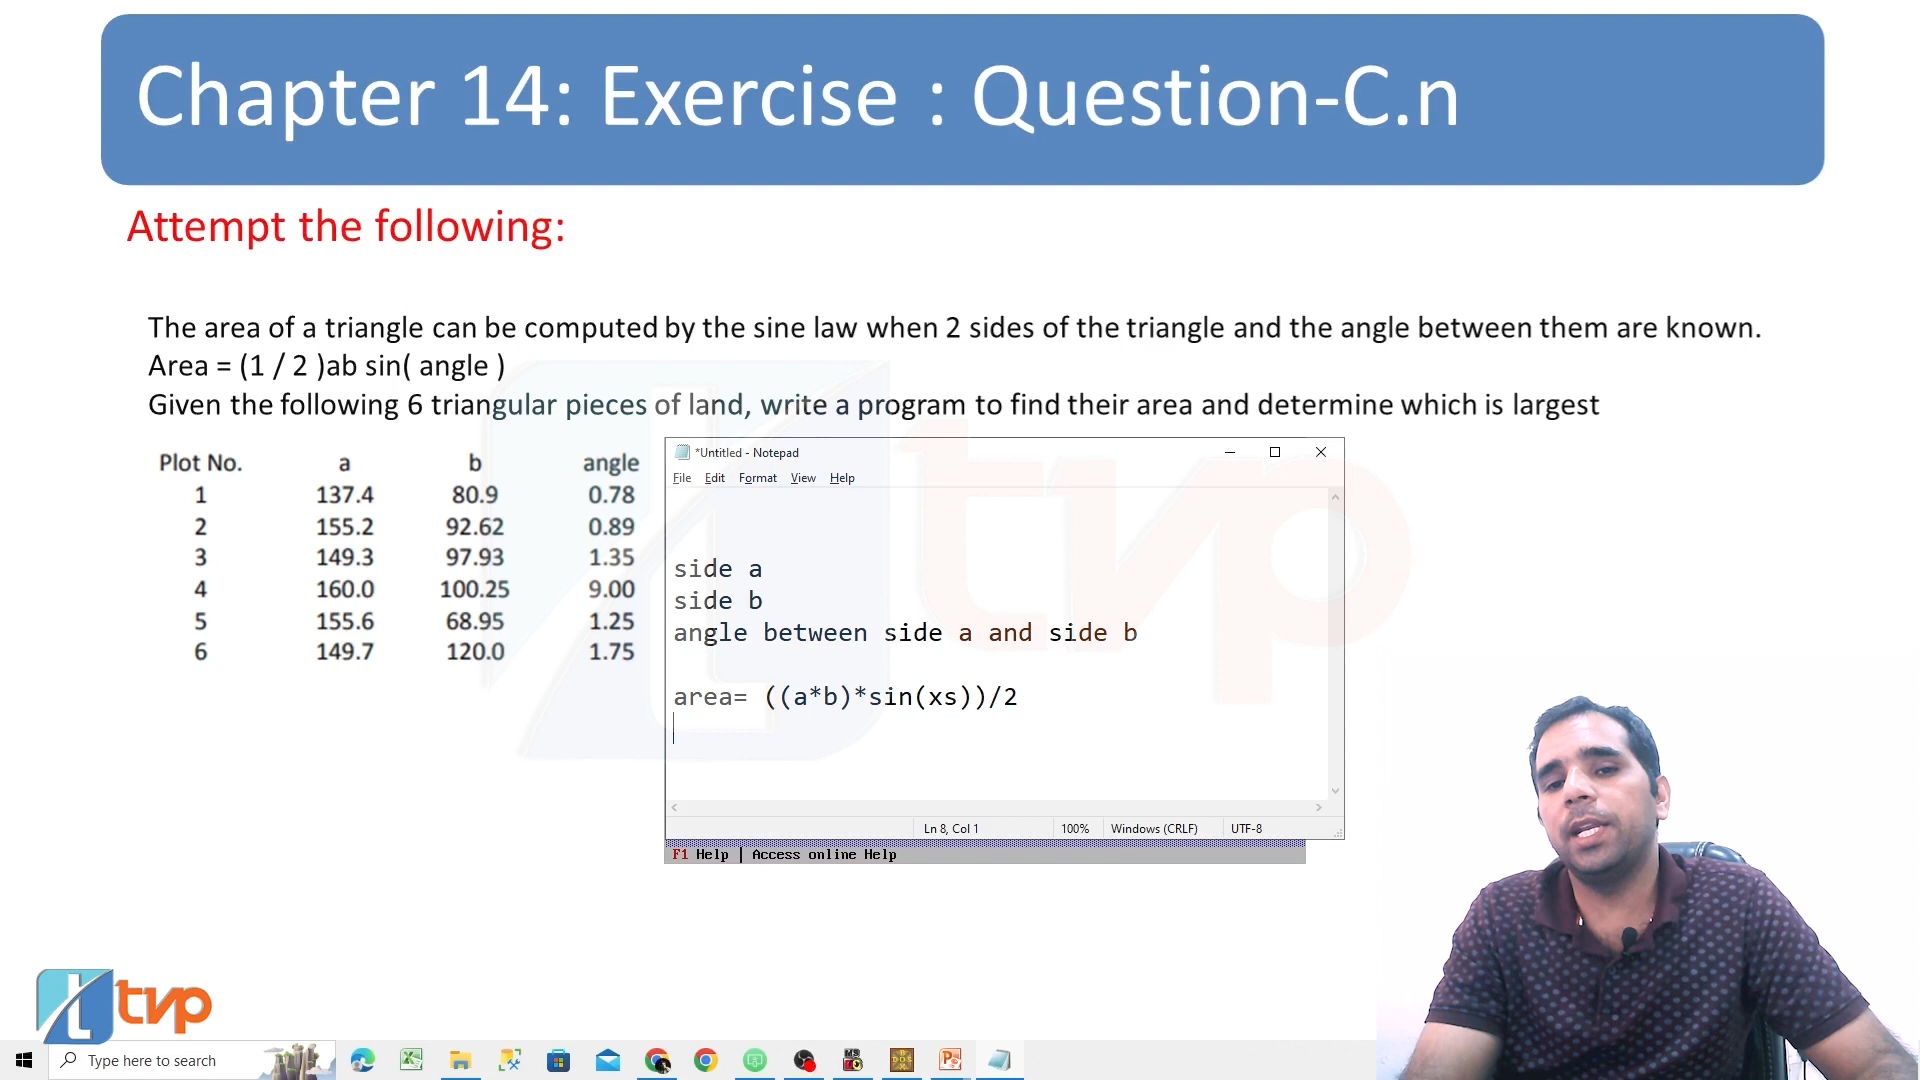 Chapter 14: Exercise : Question-C.n
Attempt the following:
The area of a triangle can be computed by the sine law when 2 sides of the triangle and the angle between them are known.
Area = (1 / 2 )ab sin( angle )
Given the following 6 triangular pieces of land, write a program to find their area and determine which is largest
Plot No. a b angle
1 137.4 80.9 0.78
2 155.2 92.62 0.89
3 149.3 97.93 1.35
4 160.0 100.25 9.00
5 155.6 68.95 1.25
6 149.7 120.0 1.75
*Untitled - Notepad
File Edit Format View Help
side a
side b
angle between side a and side b
area= ((a*b)*sin(xs))/2
Ln 8, Col 1 100% Windows (CRLF) UTF-8
F1 Help | Access online Help
tvp
t tvp
Type here to search